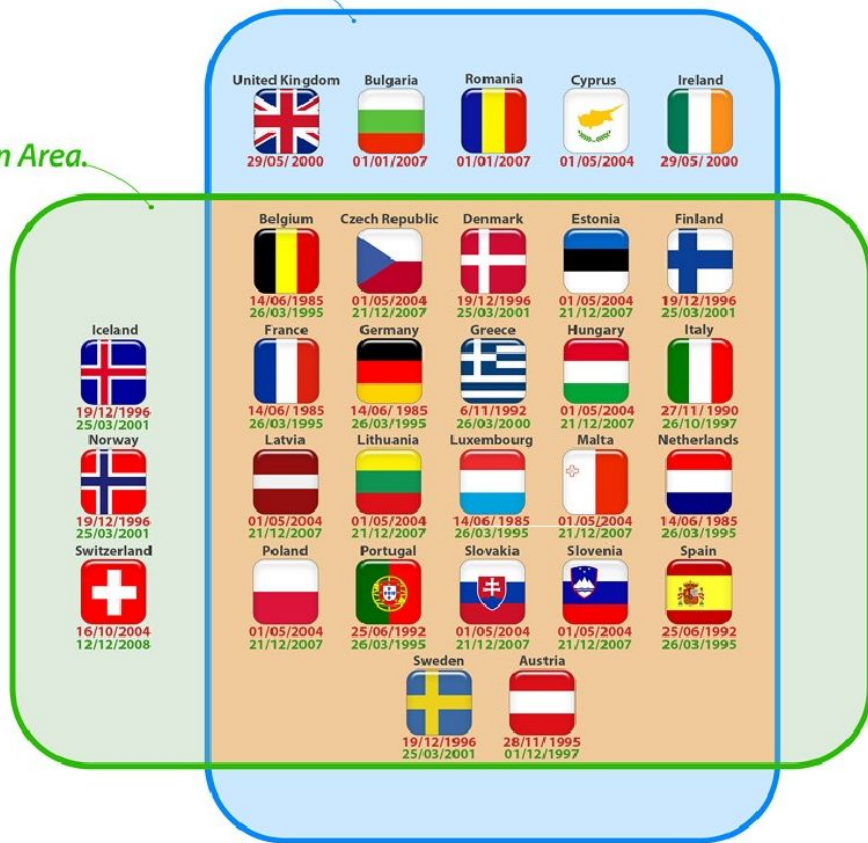 United Kingdom Bulgaria Romania Cyprus Ireland
29/05/2000 01/01/2007 01/01/2007 01/05/2004 29/05/2000
n Area.
Belgium Czech Republic Denmark Estonia Finland
14/06/1985 01/05/2004 19/12/1996 01/05/2004 19/12/1996
26/03/1995 21/12/2007 25/03/2001 21/12/2007 25/03/2001
Iceland France Germany Greece Hungary Italy
19/12/1996 14/06/1985 14/06/1985 6/11/1992 01/05/2004 27/11/1990
25/03/2001 26/03/1995 26/03/1995 26/03/2000 21/12/2007 26/10/1997
Norway Latvia Lithuania Luxembourg Malta Netherlands
19/12/1996 01/05/2004 01/05/2004 14/06/1985 01/05/2004 14/06/1985
25/03/2001 21/12/2007 21/12/2007 26/03/1995 21/12/2007 26/03/1995
Switzerland Poland Portugal Slovakia Slovenia Spain
16/10/2004 01/05/2004 25/06/1992 01/05/2004 01/05/2004 25/06/1992
12/12/2008 21/12/2007 26/03/1995 21/12/2007 21/12/2007 26/03/1995
Sweden Austria
19/12/1996 28/11/1995
25/03/2001 01/12/1997